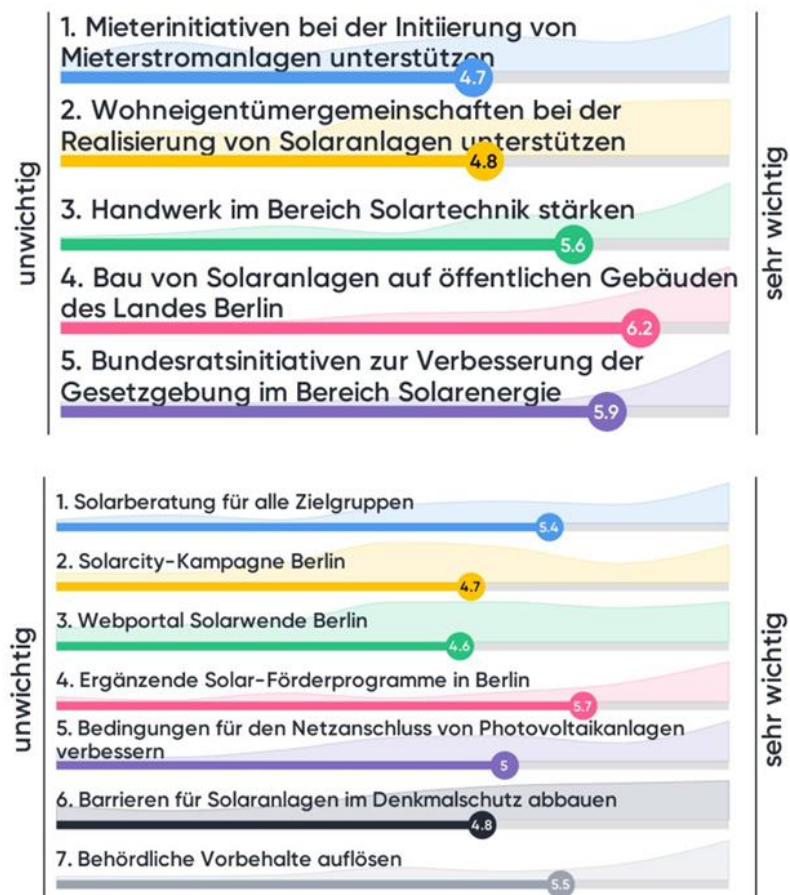 unwichtig
1. Mieterinitiativen bei der Initiierung von
Mieterstromanlagen unterstützen
4.7
2. Wohneigentümergemeinschaften bei der
Realisierung von Solaranlagen unterstützen
4.8
3. Handwerk im Bereich Solartechnik stärken
5.6
4. Bau von Solaranlagen auf öffentlichen Gebäuden
des Landes Berlin
6.2
5. Bundesratsinitiativen zur Verbesserung der
Gesetzgebung im Bereich Solarenergie
5.9
sehr wichtig
unwichtig
1. Solarberatung für alle Zielgruppen
5.4
2. Solarcity-Kampagne Berlin
4.7
3. Webportal Solarwende Berlin
4.6
4. Ergänzende Solar-Förderprogramme in Berlin
5.7
5. Bedingungen für den Netzanschluss von Photovoltaikanlagen
verbessern
5
6. Barrieren für Solaranlagen im Denkmalschutz abbauen
4.8
7. Behördliche Vorbehalte auflösen
5.5
sehr wichtig